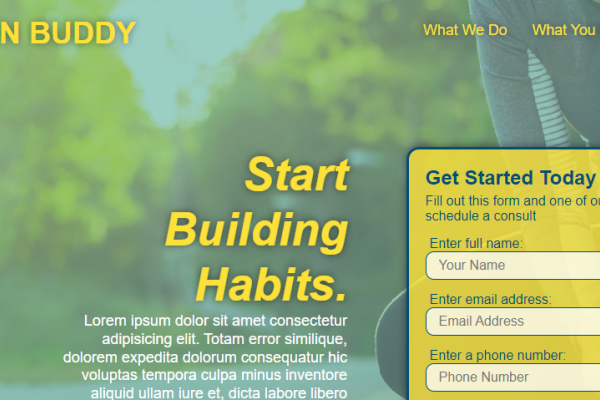 N BUDDY
What We Do
What You
Start
Building
Habits.
Lorem ipsum dolor sit amet consectetur
adipisicing elit. Totam error similique,
dolorem expedita dolorum consequatur hic
voluptas tempora culpa minus inventore
aliquid ullam iure et, dicta labore libero
Get Started Today
Fill out this form and one of ou
schedule a consult
Enter full name:
Your Name
Enter email address:
Email Address
Enter a phone number:
Phone Number